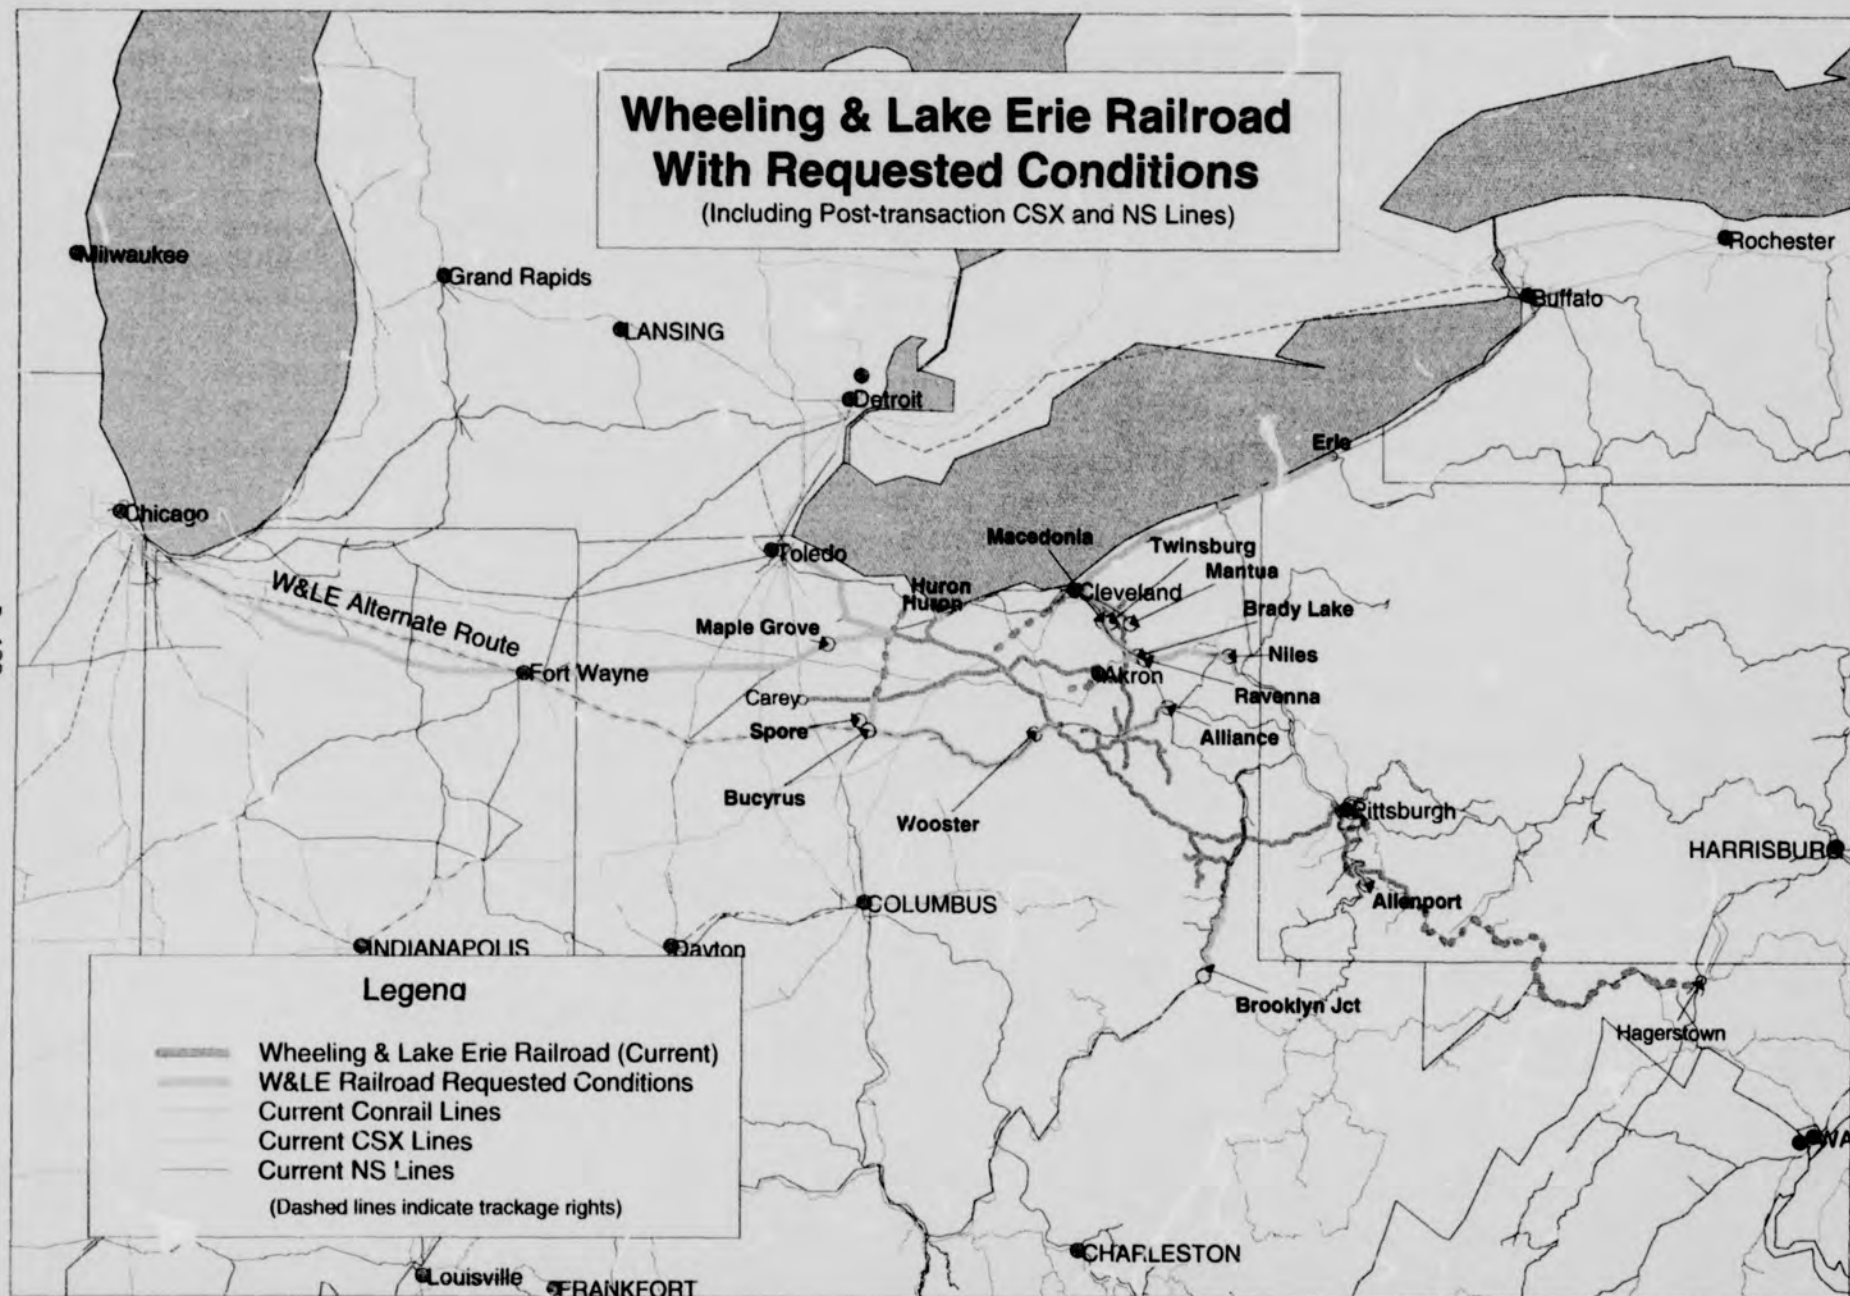 Wheeling & Lake Erie Railroad
With Requested Conditions
(Including Post-transaction CSX and NS Lines)
Milwaukee
Grand Rapids
LANSING
Detroit
Rochester
Buffalo
Erie
Chicago
Toledo
Macedonia
Twinsburg
Mantua
Huron
Huron
Cleveland
Brady Lake
W&LE Alternate Route
Maple Grove
Niles
Fort Wayne
Akron
Carey
Ravenna
Spore
Alliance
Bucyrus
Wooster
Pittsburgh
HARRISBUR
COLUMBUS
Allenport
INDIANAPOLIS
Dayton
Brooklyn Jct
Hagerstown
Legend
Wheeling & Lake Erie Railroad (Current)
W&LE Railroad Requested Conditions
Current Conrail Lines
Current CSX Lines
Current NS Lines
(Dashed lines indicate trackage rights)
NA
CHARLESTON
Louisville
FRANKFORT